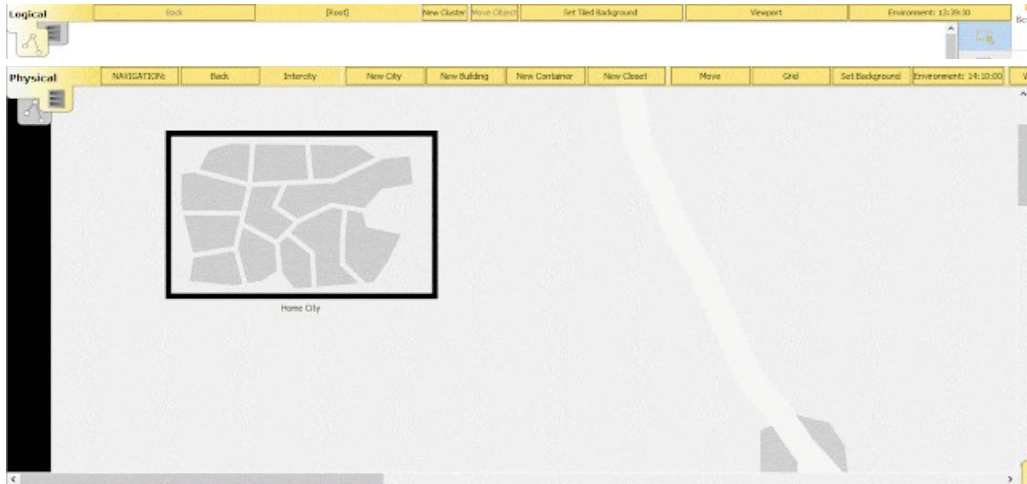 Logical Back [Root] New Cluster Move Object Set Tiled Background Viewport Environment: 13:39:30
Physical NAVIGATION: Back Intercity New City New Building New Container New Closet Move Grid Set Background Environment: 14:10:00
Home City